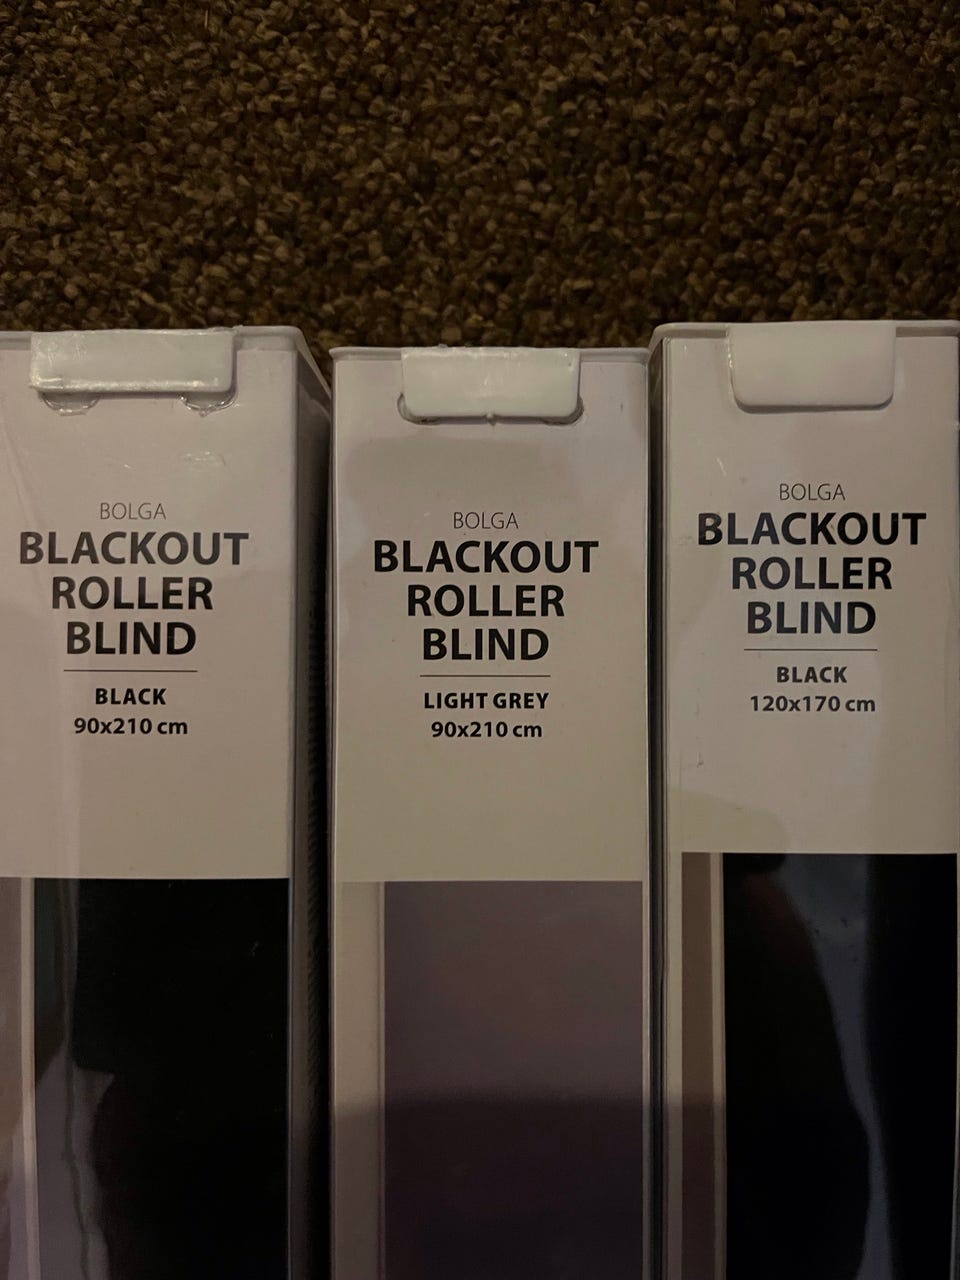 BOLGA
BLACKOUT
ROLLER
BLIND
BLACK
90x210 cm
BOLGA
BLACKOUT
ROLLER
BLIND
LIGHT GREY
90x210 cm
BOLGA
BLACKOUT
ROLLER
BLIND
BLACK
120x170 cm